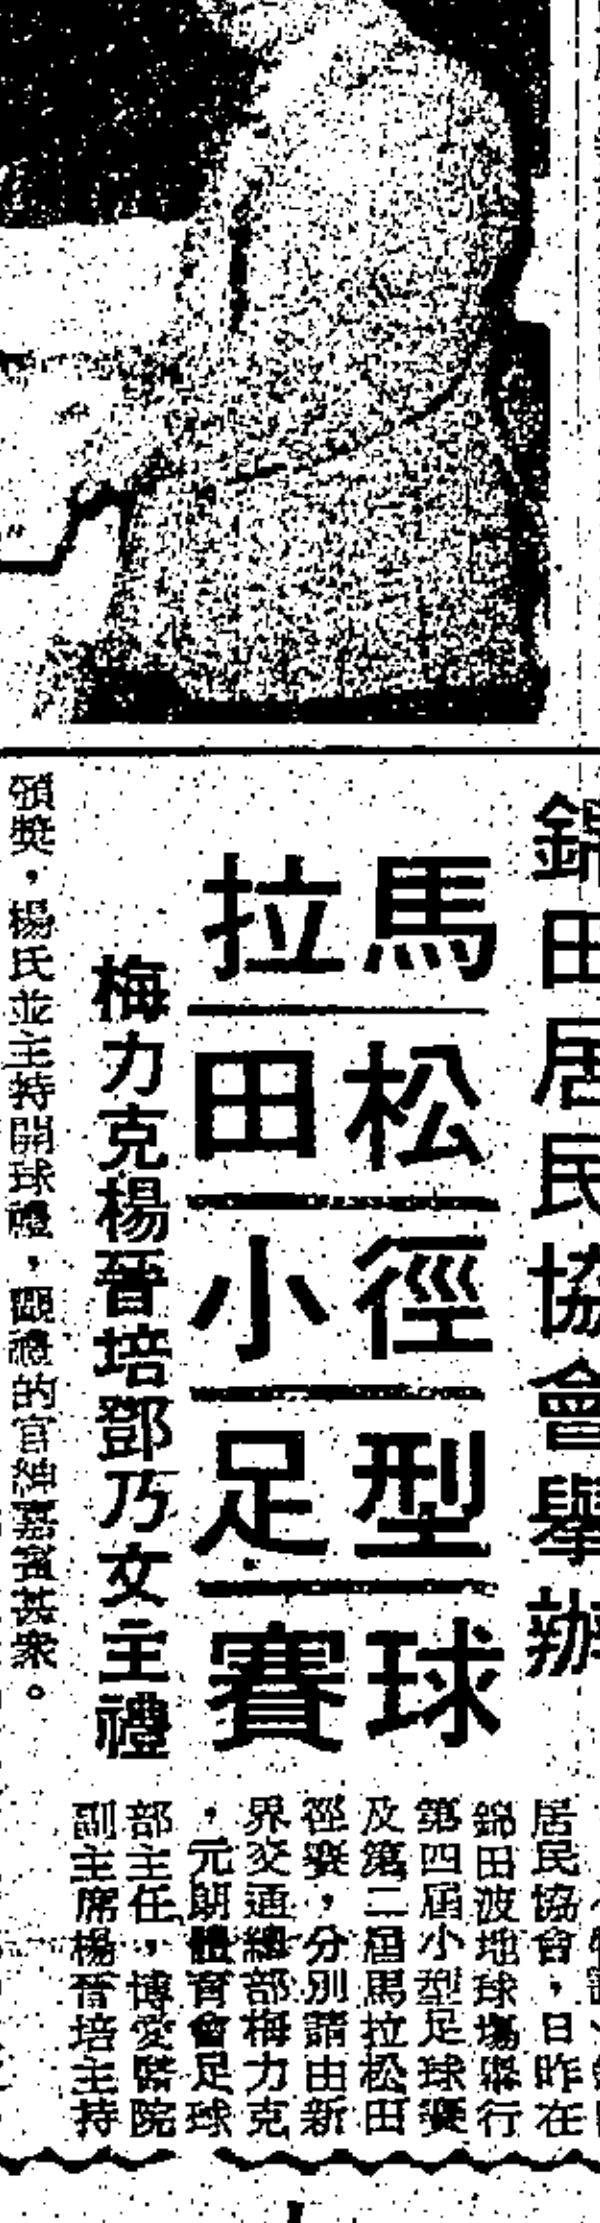 錦田居民協會舉辦
馬拉
松田
徑小
型足
球賽
梅力克楊晉培鄧乃女主禮
居民協會，日昨在
錦田波地球塲舉行
第四屆小型足球賽
及第二屆馬拉松田
徑賽，分別請由新
界交通總部梅力克
，元朗體育會足球
部主任，博愛醫院
副主席楊晉培主持
頒獎，楊氏並主持開球禮，觀禮的官紳嘉賓甚衆。